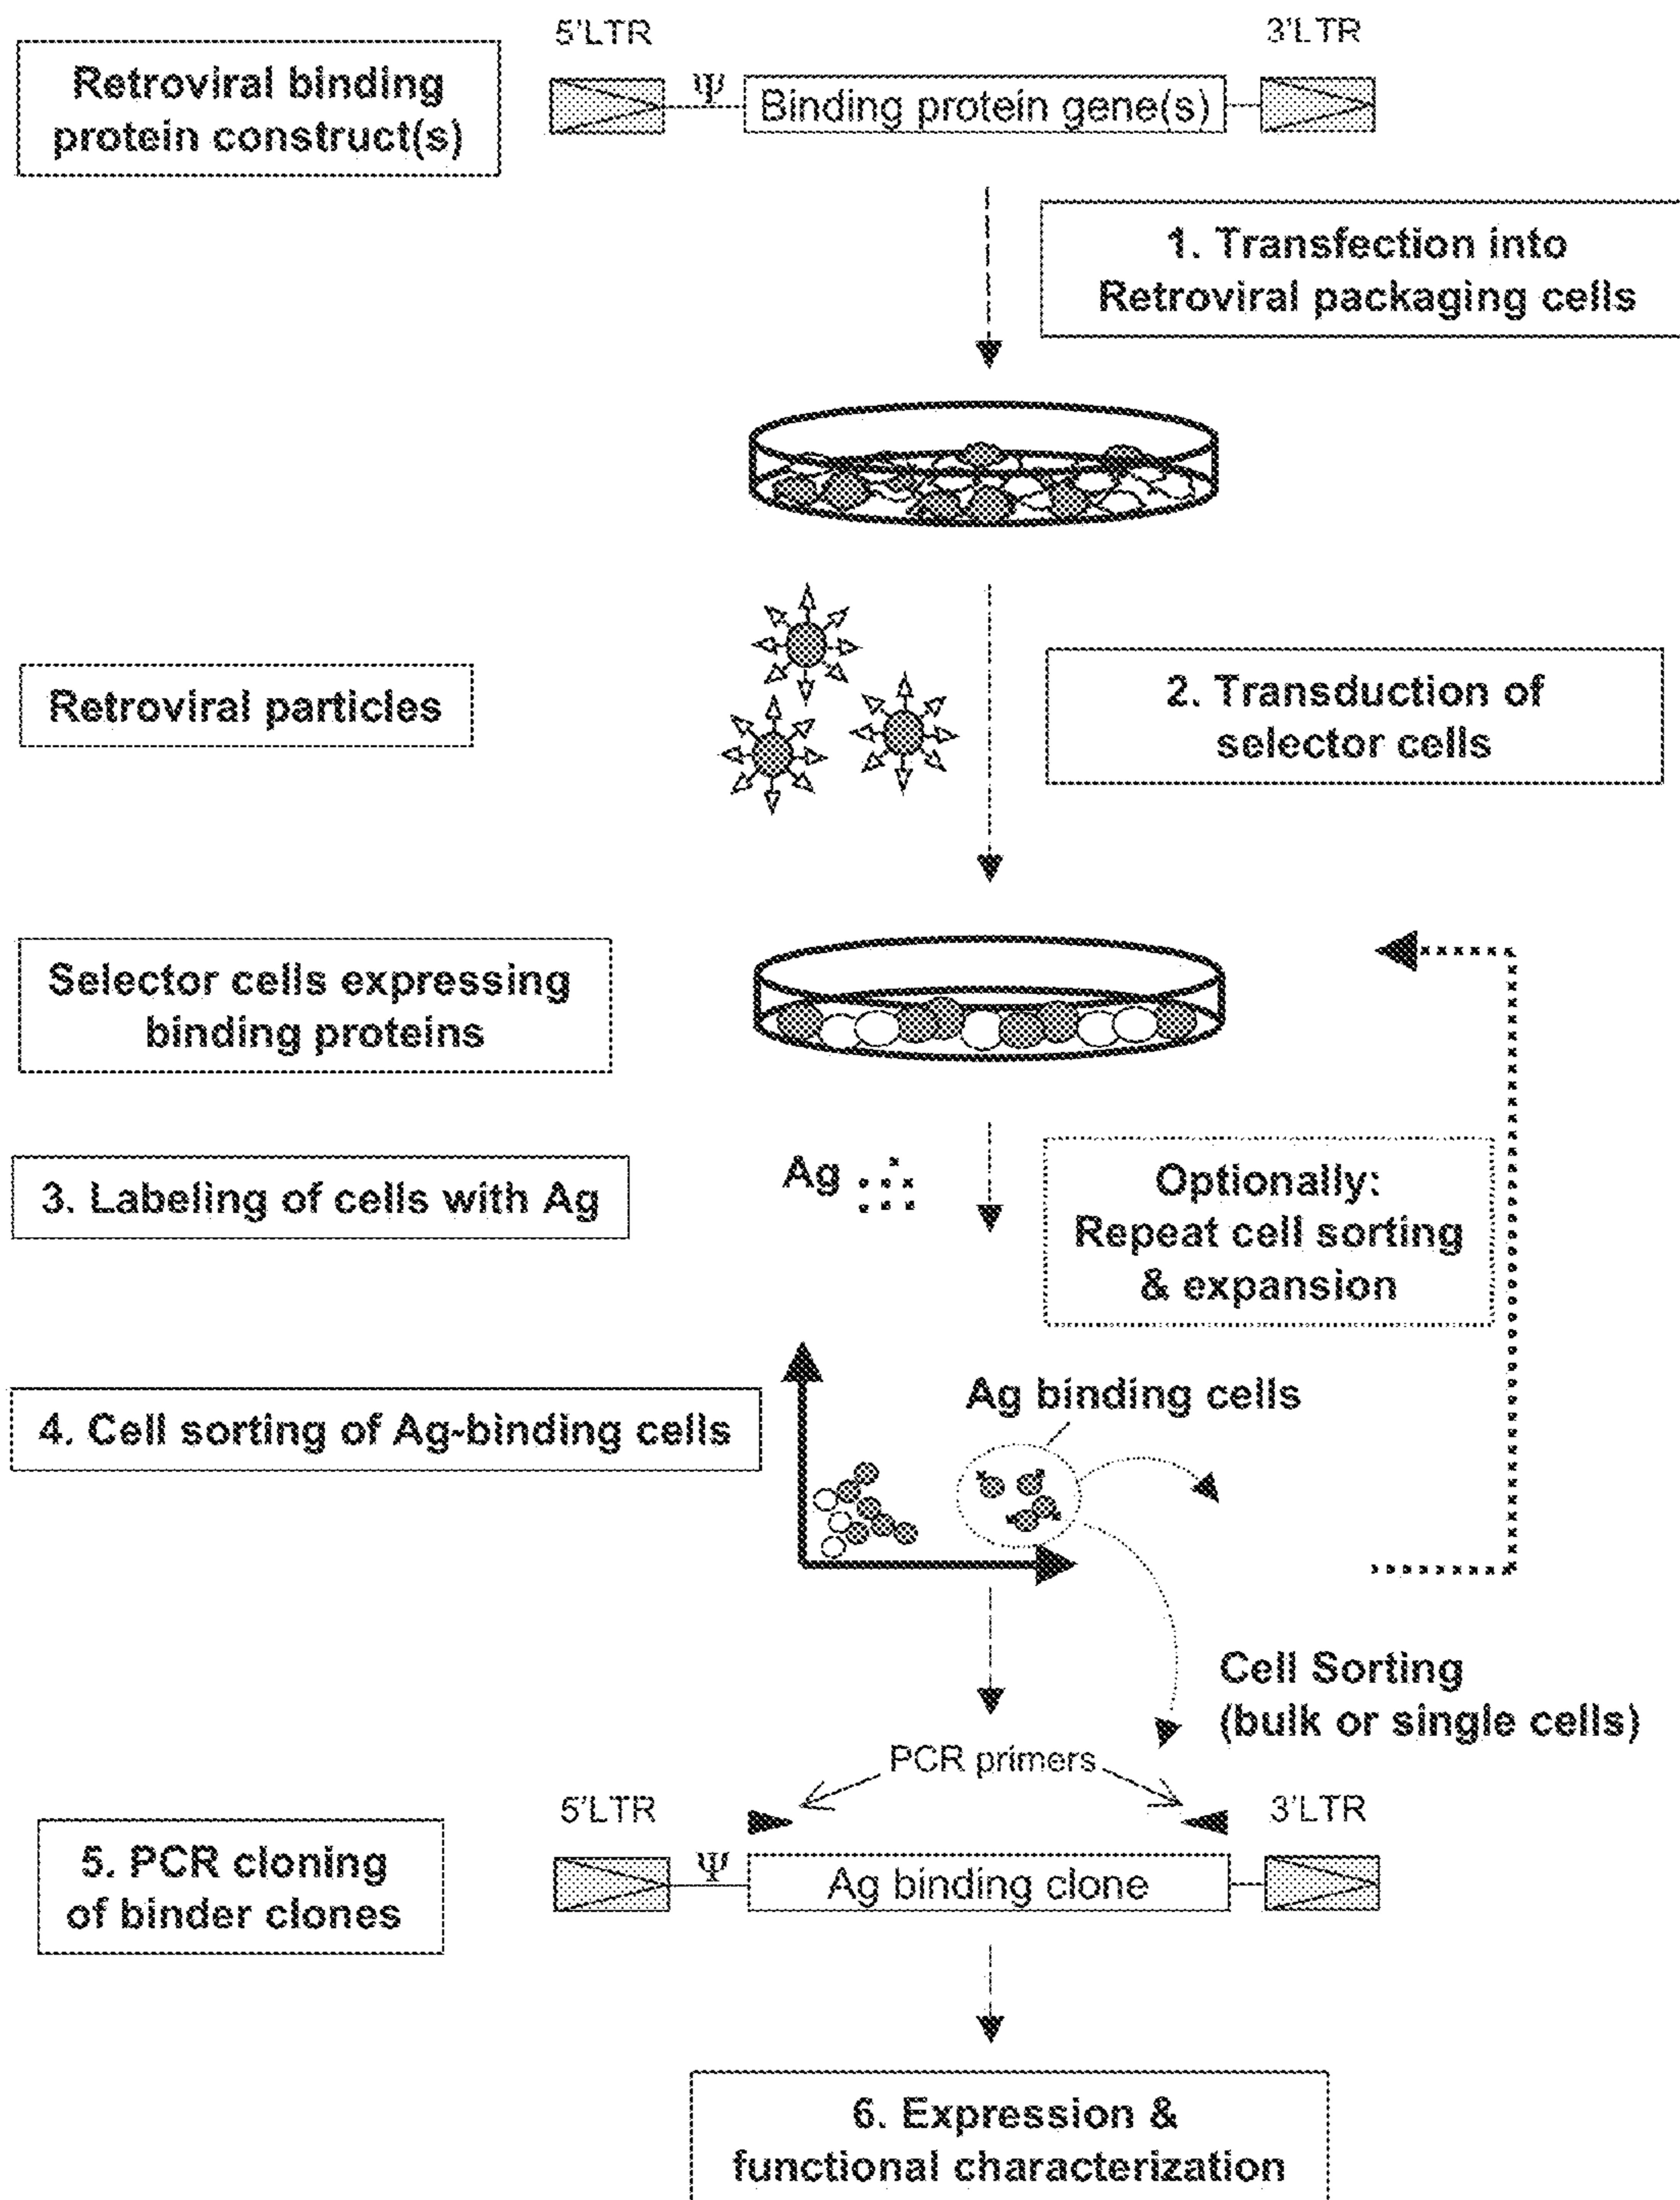 5'LTR
3'LTR
Retroviral binding
protein construct(s)
Ψ
Binding protein gene(s)
1. Transfection into
Retroviral packaging cells
Retroviral particles
2. Transduction of
selector cells
Selector cells expressing
binding proteins
3. Labeling of cells with Ag
Ag
Optionally:
Repeat cell sorting
& expansion
4. Cell sorting of Ag-binding cells
Ag binding cells
Cell Sorting
(bulk or single cells)
PCR primers
5'LTR
3'LTR
5. PCR cloning
of binder clones
Ψ
Ag binding clone
6. Expression &
functional characterization